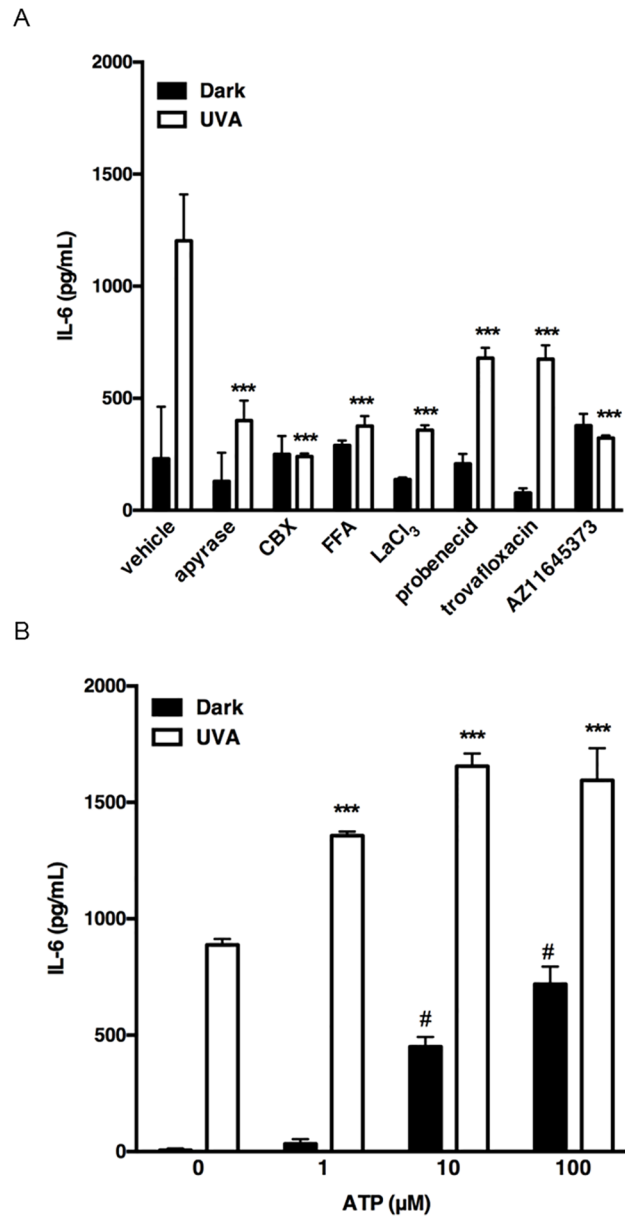 A
2000
Dark
UVA
1500
IL-6 (pg/mL)
1000
*** ***
500
*** *** *** *** ***
0
vehicle apyrase CBX FFA LaCl₃ probenecid trovafloxacin AZ11645373
B
2000
Dark
UVA
*** ***
1500
***
IL-6 (pg/mL)
1000
#
#
500
0
0 1 10 100
ATP (µM)